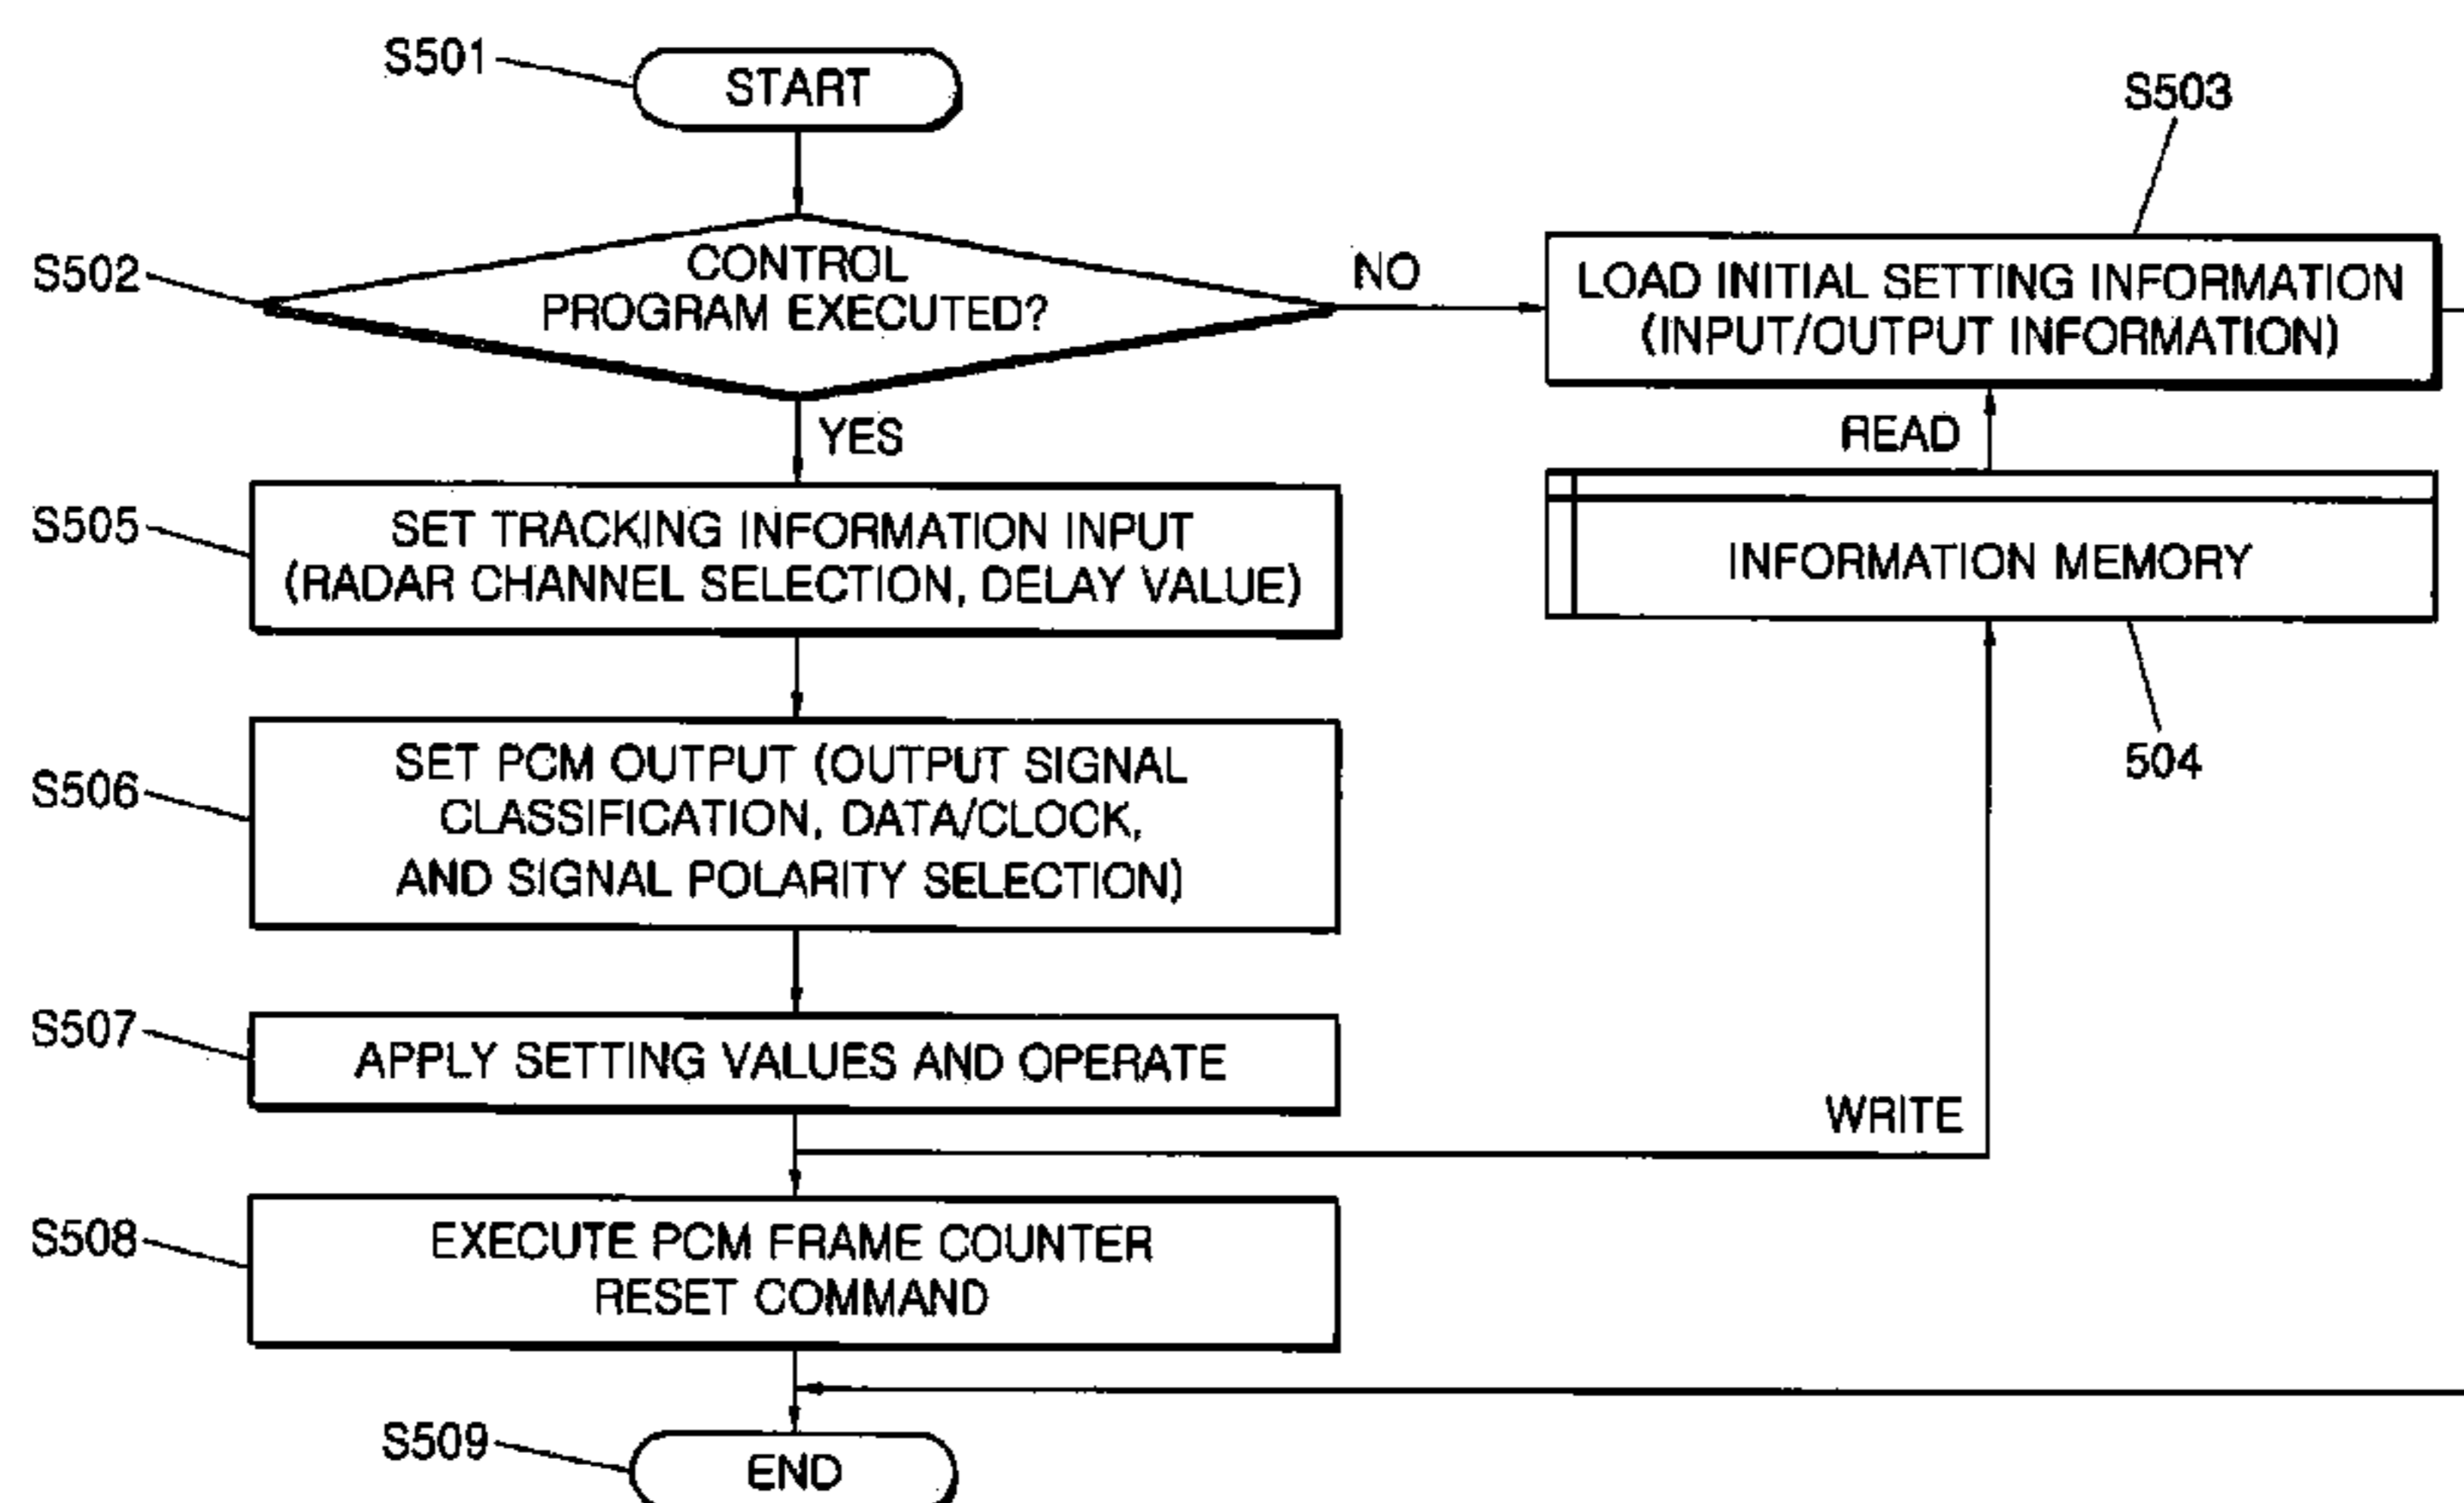 S501
START
S503
S502
CONTROL
PROGRAM EXECUTED?
NO
LOAD INITIAL SETTING INFORMATION
(INPUT/OUTPUT INFORMATION)
YES
READ
S505
SET TRACKING INFORMATION INPUT
(RADAR CHANNEL SELECTION, DELAY VALUE)
INFORMATION MEMORY
504
S506
SET PCM OUTPUT (OUTPUT SIGNAL
CLASSIFICATION, DATA/CLOCK,
AND SIGNAL POLARITY SELECTION)
S507
APPLY SETTING VALUES AND OPERATE
WRITE
S508
EXECUTE PCM FRAME COUNTER
RESET COMMAND
S509
END